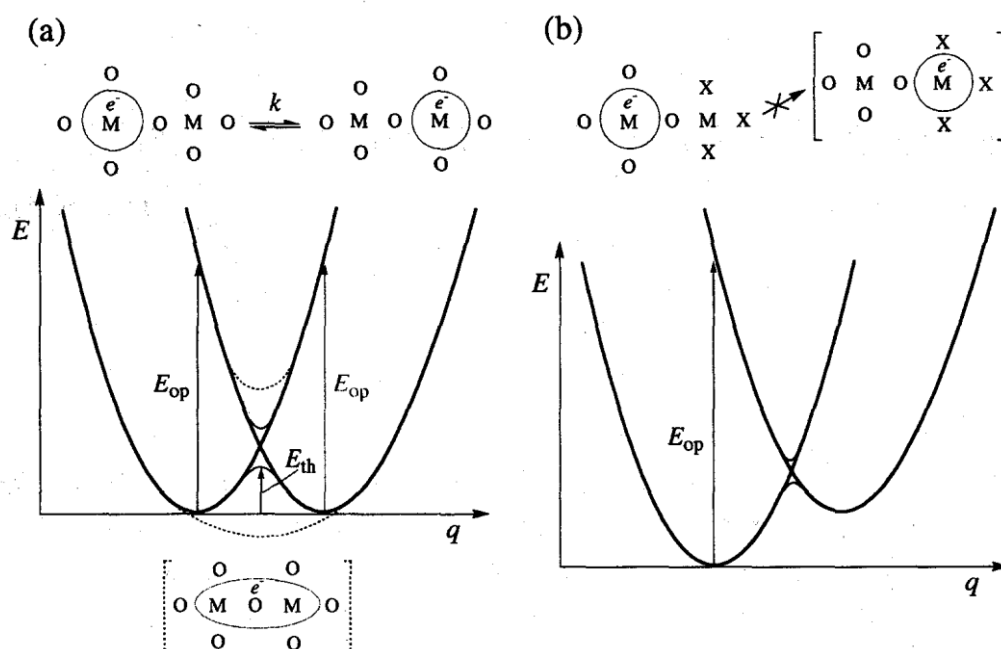 (a)
O O O O
e⁻ e⁻
O M O M O k O M O M O
O O O O
E
E_op E_op
E_th
q
O O
e⁻
O M O M O
O O
(b)
O X O X
e⁻ e⁻
O M O M X O M O M X
O X O X
E
E_op
q